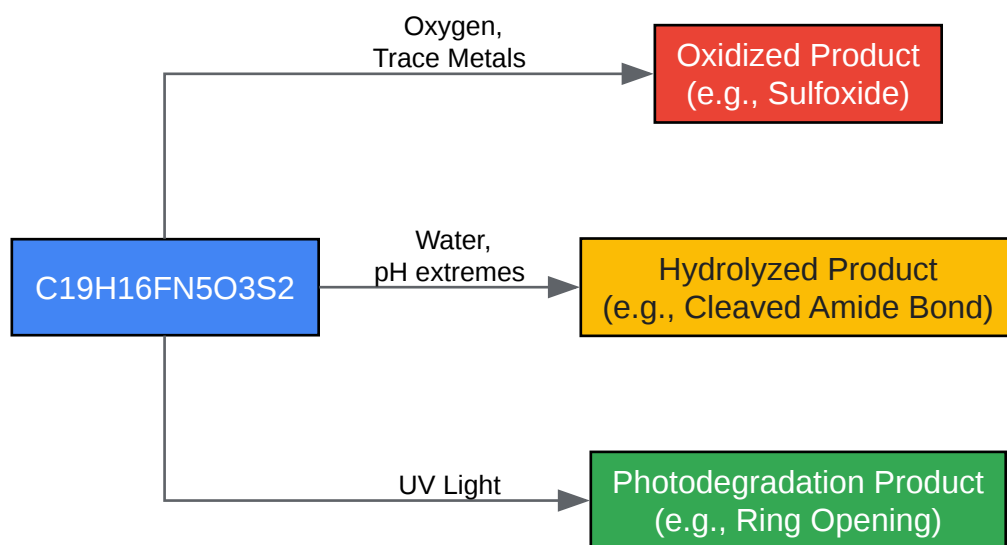 Oxygen,
Trace Metals
Oxidized Product
(e.g., Sulfoxide)
C19H16FN5O3S2
Water,
pH extremes
Hydrolyzed Product
(e.g., Cleaved Amide Bond)
UV Light
Photodegradation Product
(e.g., Ring Opening)